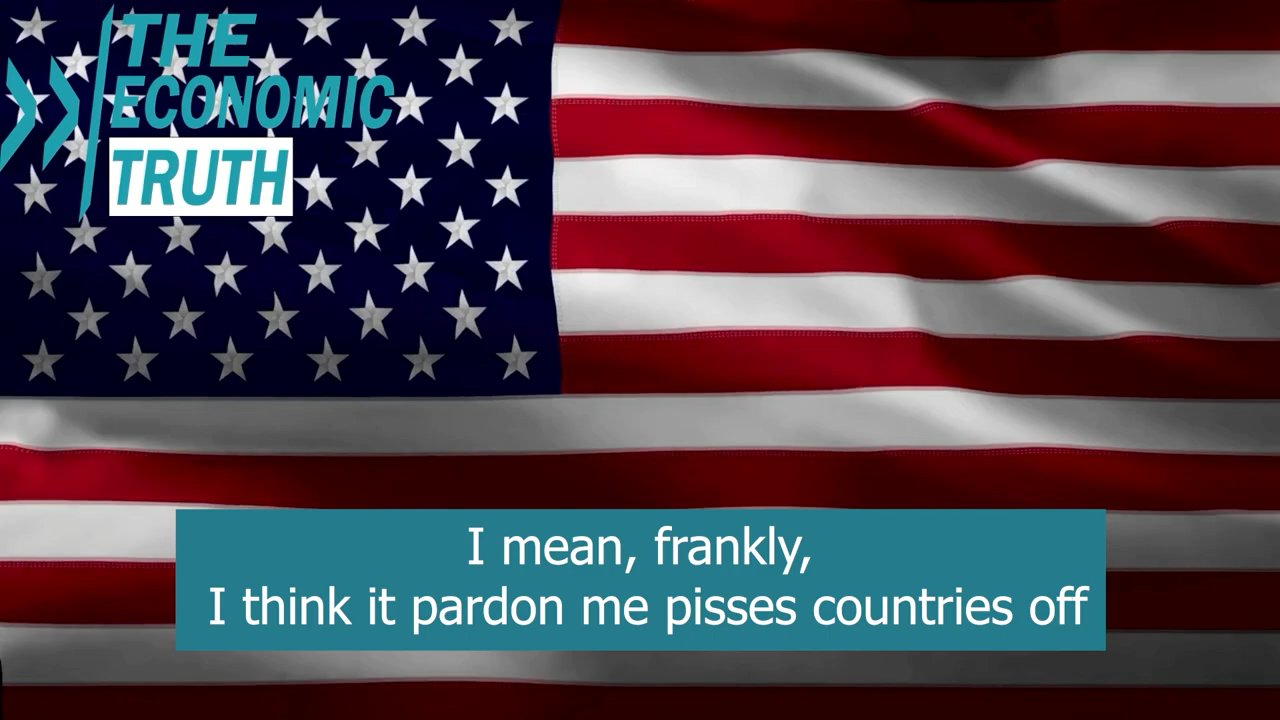 THE
ECONOMIC
TRUTH
I mean, frankly,
I think it pardon me pisses countries off